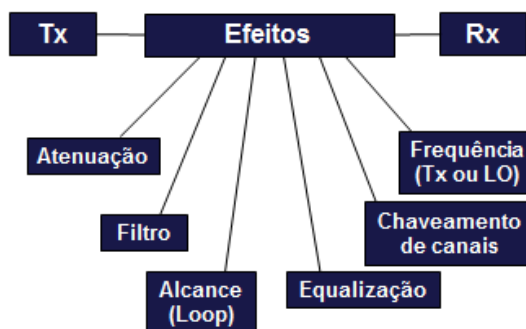 Tx
Efeitos
Rx
Atenuação
Filtro
Alcance
(Loop)
Equalização
Chaveamento
de canais
Frequência
(Tx ou LO)